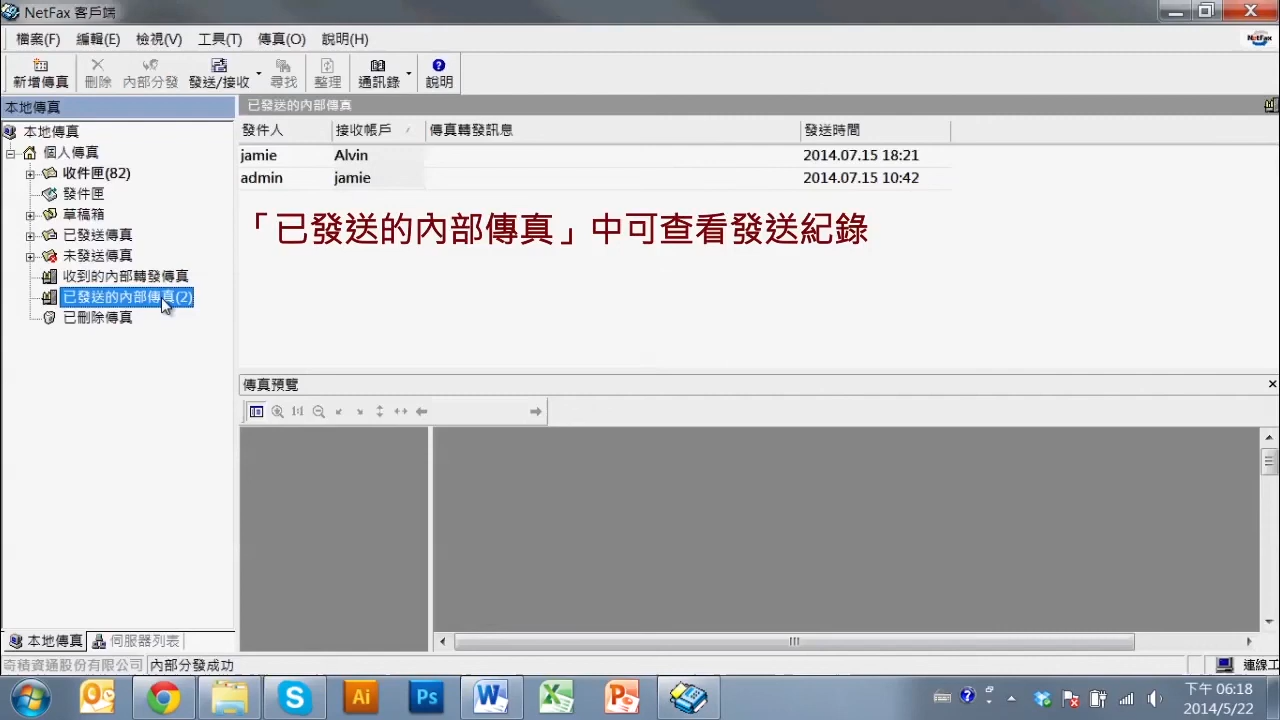 NetFax 客戶端
檔案(F) 編輯(E) 檢視(V) 工具(T) 傳真(O) 說明(H)
NetFax
新增傳真 刪除 內部分發 發送/接收 尋找 整理 通訊錄 說明
本地傳真
已發送的內部傳真
本地傳真
個人傳真
收件匣(82)
發件匣
草稿箱
已發送傳真
未發送傳真
收到的內部轉發傳真
已發送的內部傳真(2)
已刪除傳真
發件人 接收帳戶 傳真轉發訊息 發送時間
jamie Alvin 2014.07.15 18:21
admin jamie 2014.07.15 10:42
「已發送的內部傳真」中可查看發送紀錄
傳真預覽
1:1
本地傳真 伺服器列表
奇積資通股份有限公司 內部分發成功 連線工
Ai Ps
下午 06:18
2014/5/22